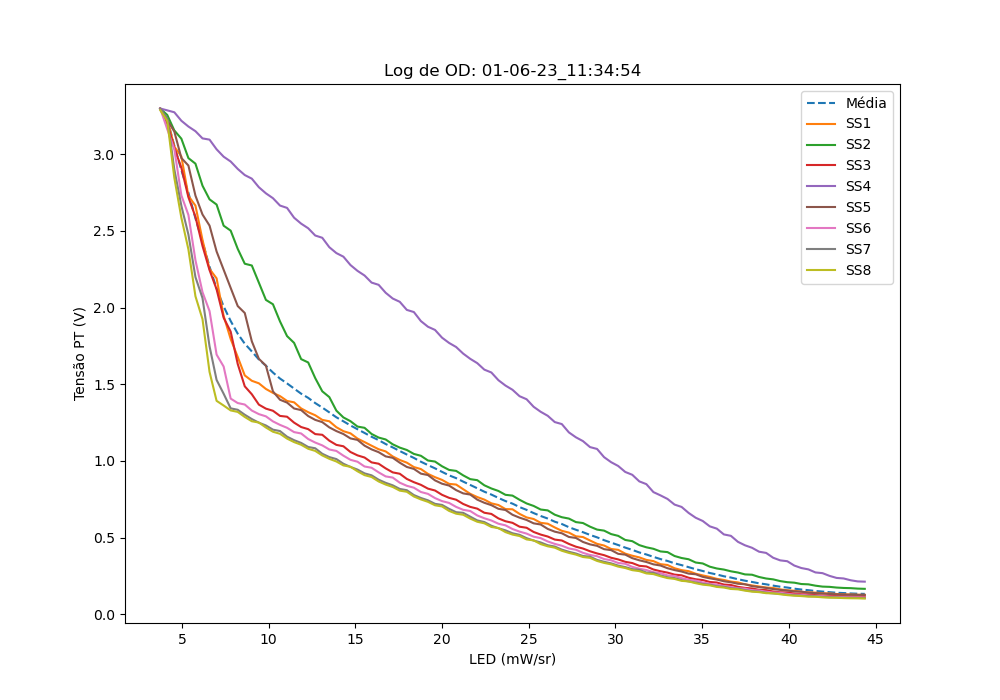 Log de OD: 01-06-23_11:34:54
Média
SS1
SS2
SS3
SS4
SS5
SS6
SS7
SS8
Tensão PT (V)
3.0
2.5
2.0
1.5
1.0
0.5
0.0
5 10 15 20 25 30 35 40 45
LED (mW/sr)